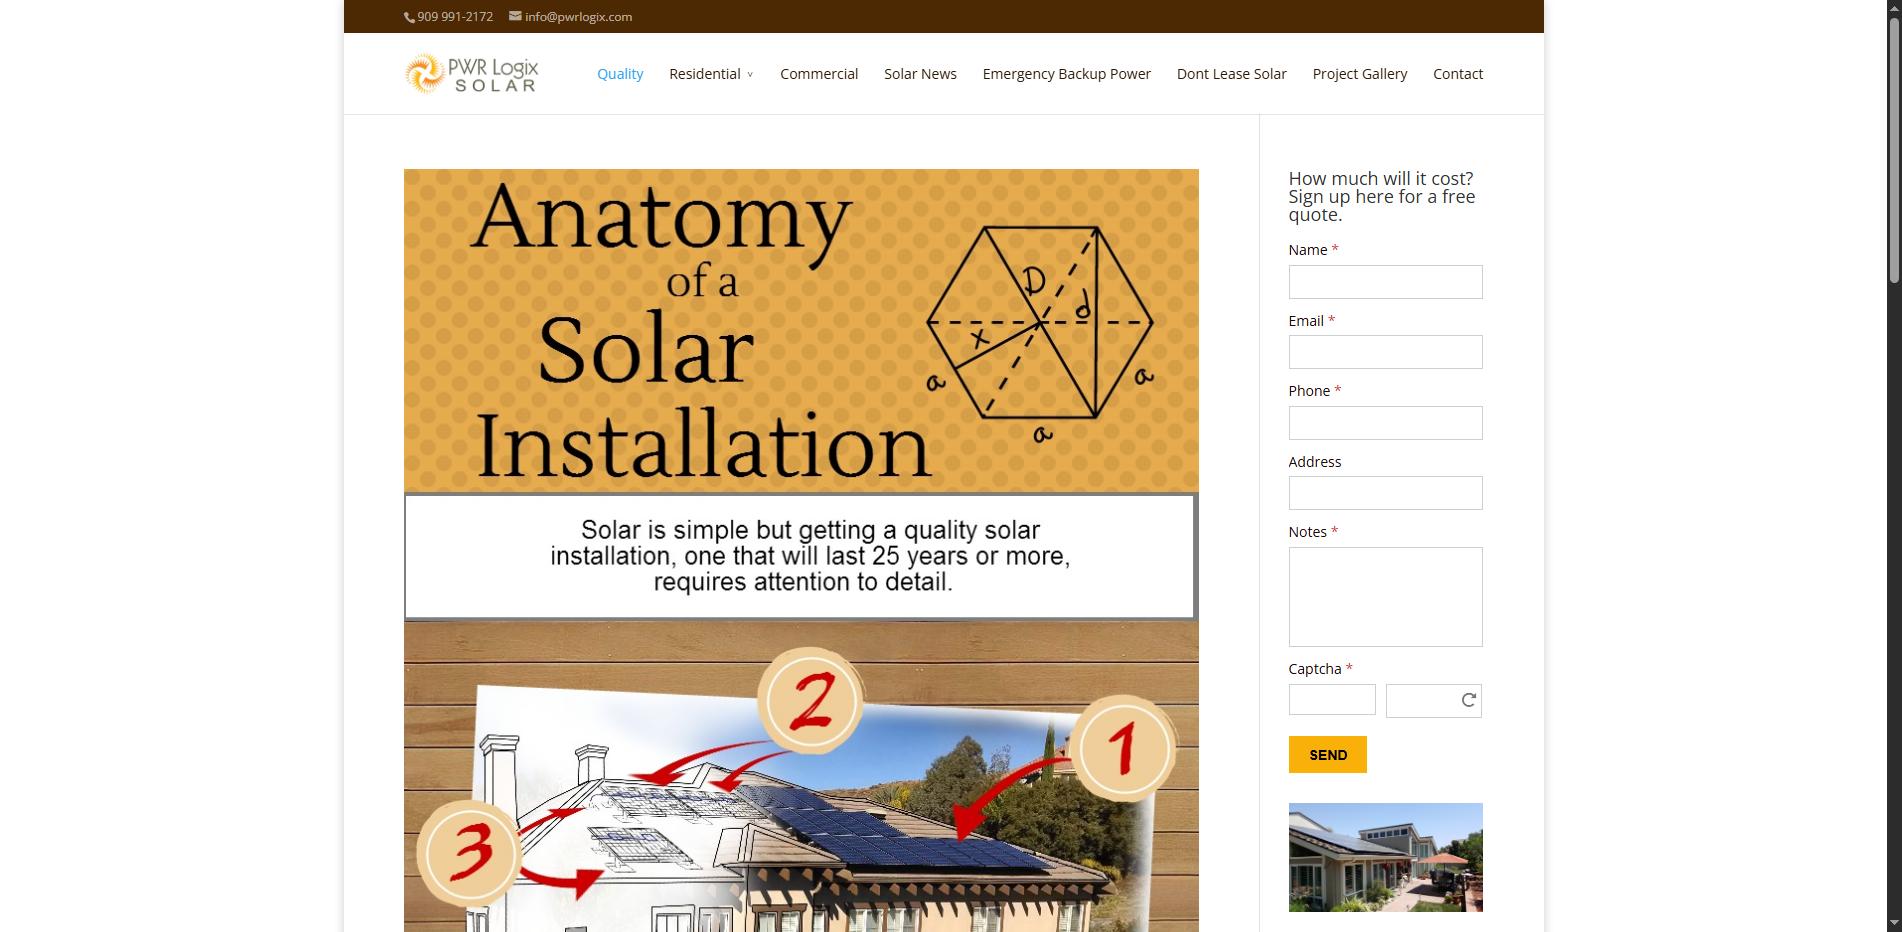 909 991-2172 info@pwrlogix.com
PWR Logix
SOLAR
Quality Residential Commercial Solar News Emergency Backup Power Dont Lease Solar Project Gallery Contact
Anatomy
of a
Solar
Installation
D
d
x
a
a
a
Solar is simple but getting a quality solar
installation, one that will last 25 years or more,
requires attention to detail.
2
1
3
How much will it cost?
Sign up here for a free
quote.
Name *
Email *
Phone *
Address
Notes *
Captcha *
SEND